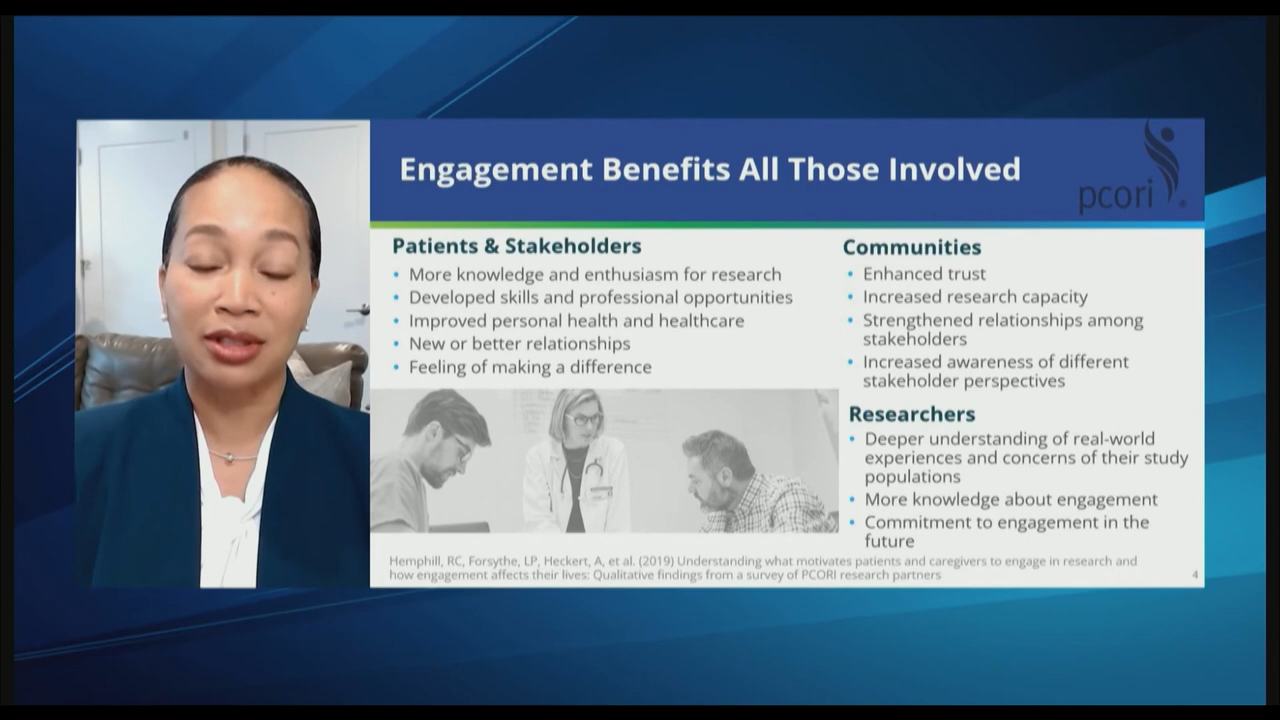 Engagement Benefits All Those Involved
pcori
Patients & Stakeholders
• More knowledge and enthusiasm for research
• Developed skills and professional opportunities
• Improved personal health and healthcare
• New or better relationships
• Feeling of making a difference
Communities
• Enhanced trust
• Increased research capacity
• Strengthened relationships among
stakeholders
• Increased awareness of different
stakeholder perspectives
Researchers
• Deeper understanding of real-world
experiences and concerns of their study
populations
• More knowledge about engagement
• Commitment to engagement in the
future
Hemphill, RC, Forsythe, LP, Heckert, A, et al. (2019) Understanding what motivates patients and caregivers to engage in research and
how engagement affects their lives: Qualitative findings from a survey of PCORI research partners
4